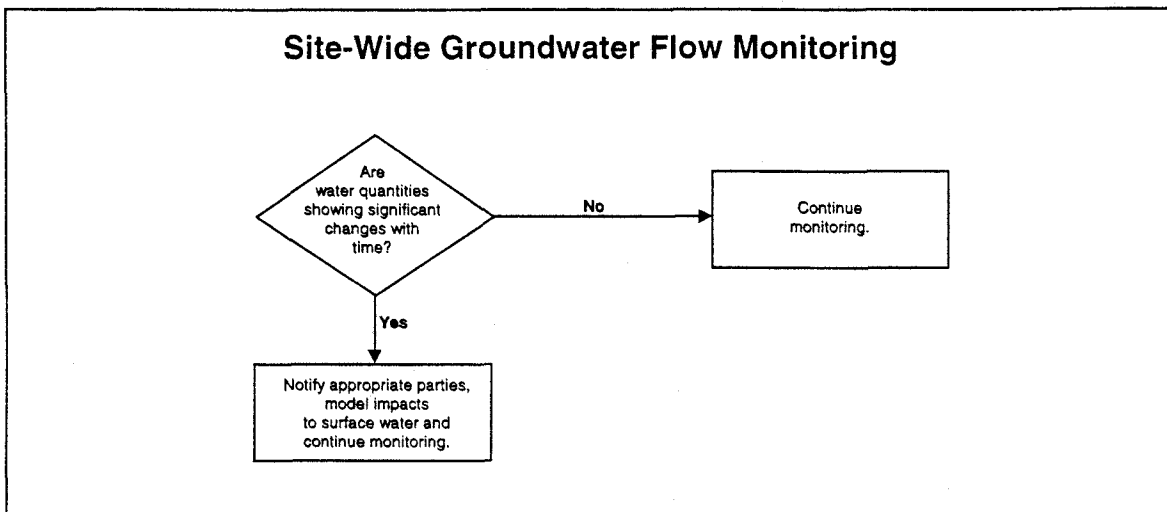 Site-Wide Groundwater Flow Monitoring
Are
water quantities
showing significant
changes with
time?
No
Continue
monitoring.
Yes
Notify appropriate parties,
model impacts
to surface water and
continue monitoring.